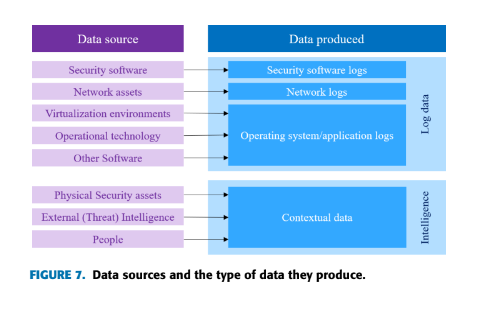 Data source
Data produced
Security software
Security software logs
Network assets
Network logs
Virtualization environments
Operational technology
Operating system/application logs
Other Software
Log data
Physical Security assets
External (Threat) Intelligence
Contextual data
People
Intelligence
FIGURE 7. Data sources and the type of data they produce.